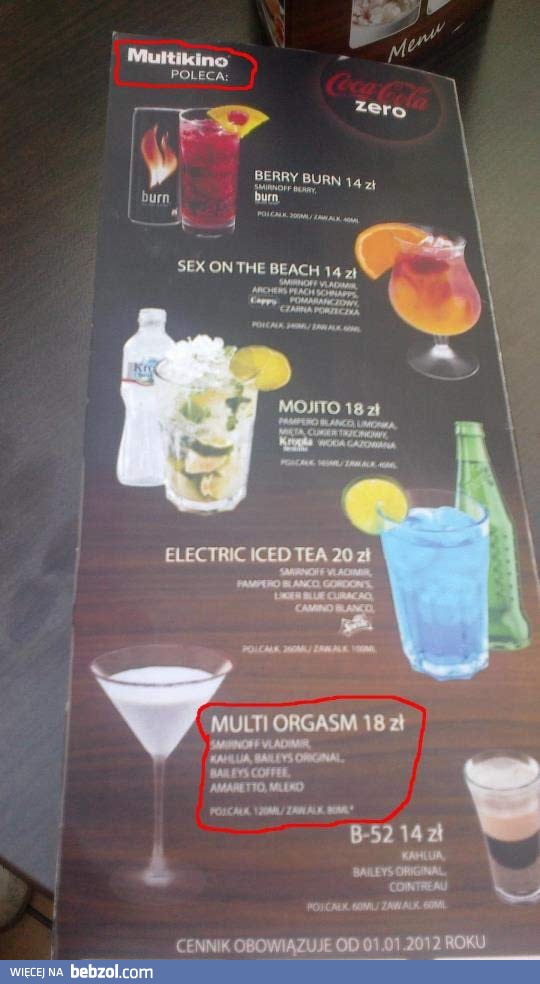 Menu
Multikino
POLECA:
Coca-Cola
zero
burn
BERRY BURN 14 zł
SMIRNOFF BERRY,
burn
POJ.CAŁK. 200ML/ ZAW.ALK. 40ML
SEX ON THE BEACH 14 zł
SMIRNOFF VLADIMIR,
ARCHERS PEACH SCHNAPPS,
Cappy POMARAŃCZOWY,
CZARNA PORZECZKA
POJ.CAŁK. 240ML/ ZAW.ALK. 60ML
MOJITO 18 zł
PAMPERO BLANCO, LIMONKA,
MIĘTA, CUKIER TRZCINOWY,
Kropla WODA GAZOWANA
POJ.CAŁK. 165ML/ ZAW.ALK. 40ML
ELECTRIC ICED TEA 20 zł
SMIRNOFF VLADIMIR,
PAMPERO BLANCO, GORDON'S,
LIKIER BLUE CURACAO,
CAMINO BLANCO,
Sprite
POJ.CAŁK. 260ML/ ZAW.ALK. 100ML
MULTI ORGASM 18 zł
SMIRNOFF VLADIMIR,
KAHLUA, BAILEYS ORIGINAL,
BAILEYS COFFEE,
AMARETTO, MLEKO
POJ.CAŁK. 120ML/ ZAW.ALK. 80ML*
B-52 14 zł
KAHLUA,
BAILEYS ORIGINAL,
COINTREAU
POJ.CAŁK. 60ML/ ZAW.ALK. 60ML
CENNIK OBOWIĄZUJE OD 01.01.2012 ROKU
WIĘCEJ NA bebzol.com